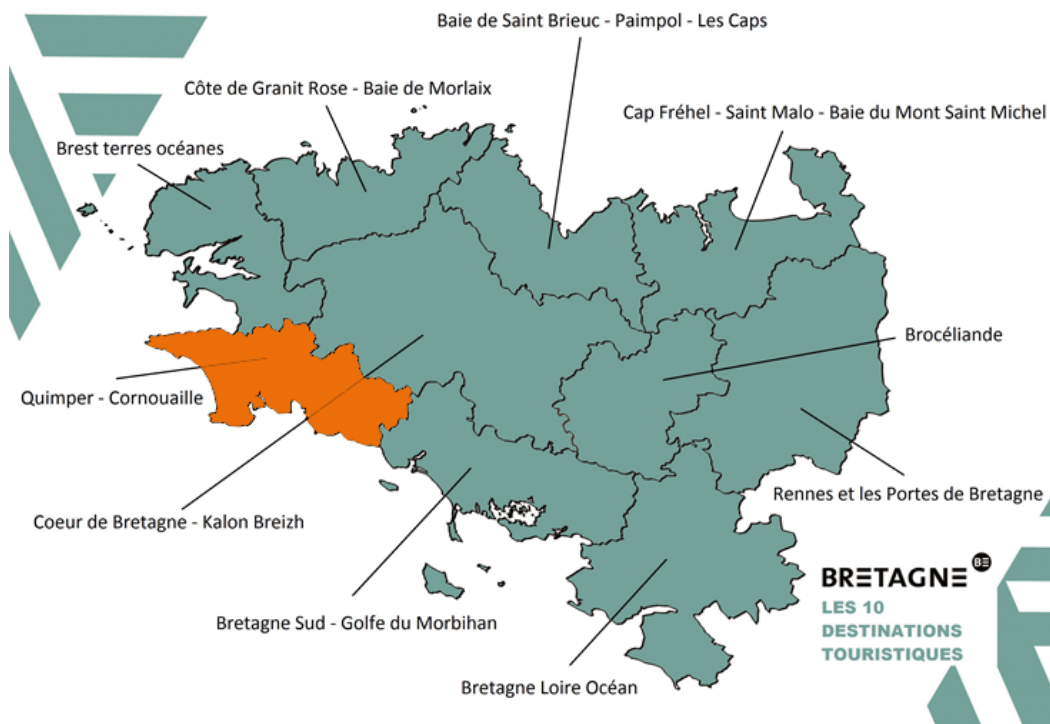 Baie de Saint Brieuc - Paimpol - Les Caps
Côte de Granit Rose - Baie de Morlaix
Cap Fréhel - Saint Malo - Baie du Mont Saint Michel
Brest terres océanes
Brocéliande
Quimper - Cornouaille
Rennes et les Portes de Bretagne
Coeur de Bretagne - Kalon Breizh
Bretagne Sud - Golfe du Morbihan
Bretagne Loire Océan
BRETAGNE BE
LES 10
DESTINATIONS
TOURISTIQUES